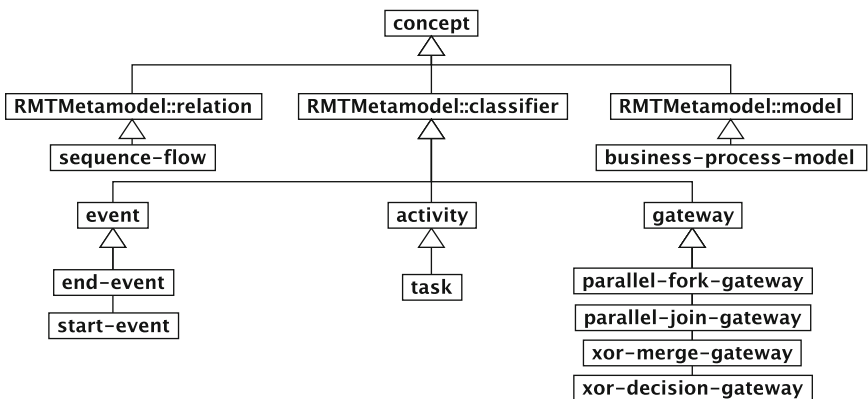 concept
RMTMetamodel::relation RMTMetamodel::classifier RMTMetamodel::model
sequence-flow business-process-model
event activity gateway
end-event task parallel-fork-gateway
start-event parallel-join-gateway
xor-merge-gateway
xor-decision-gateway